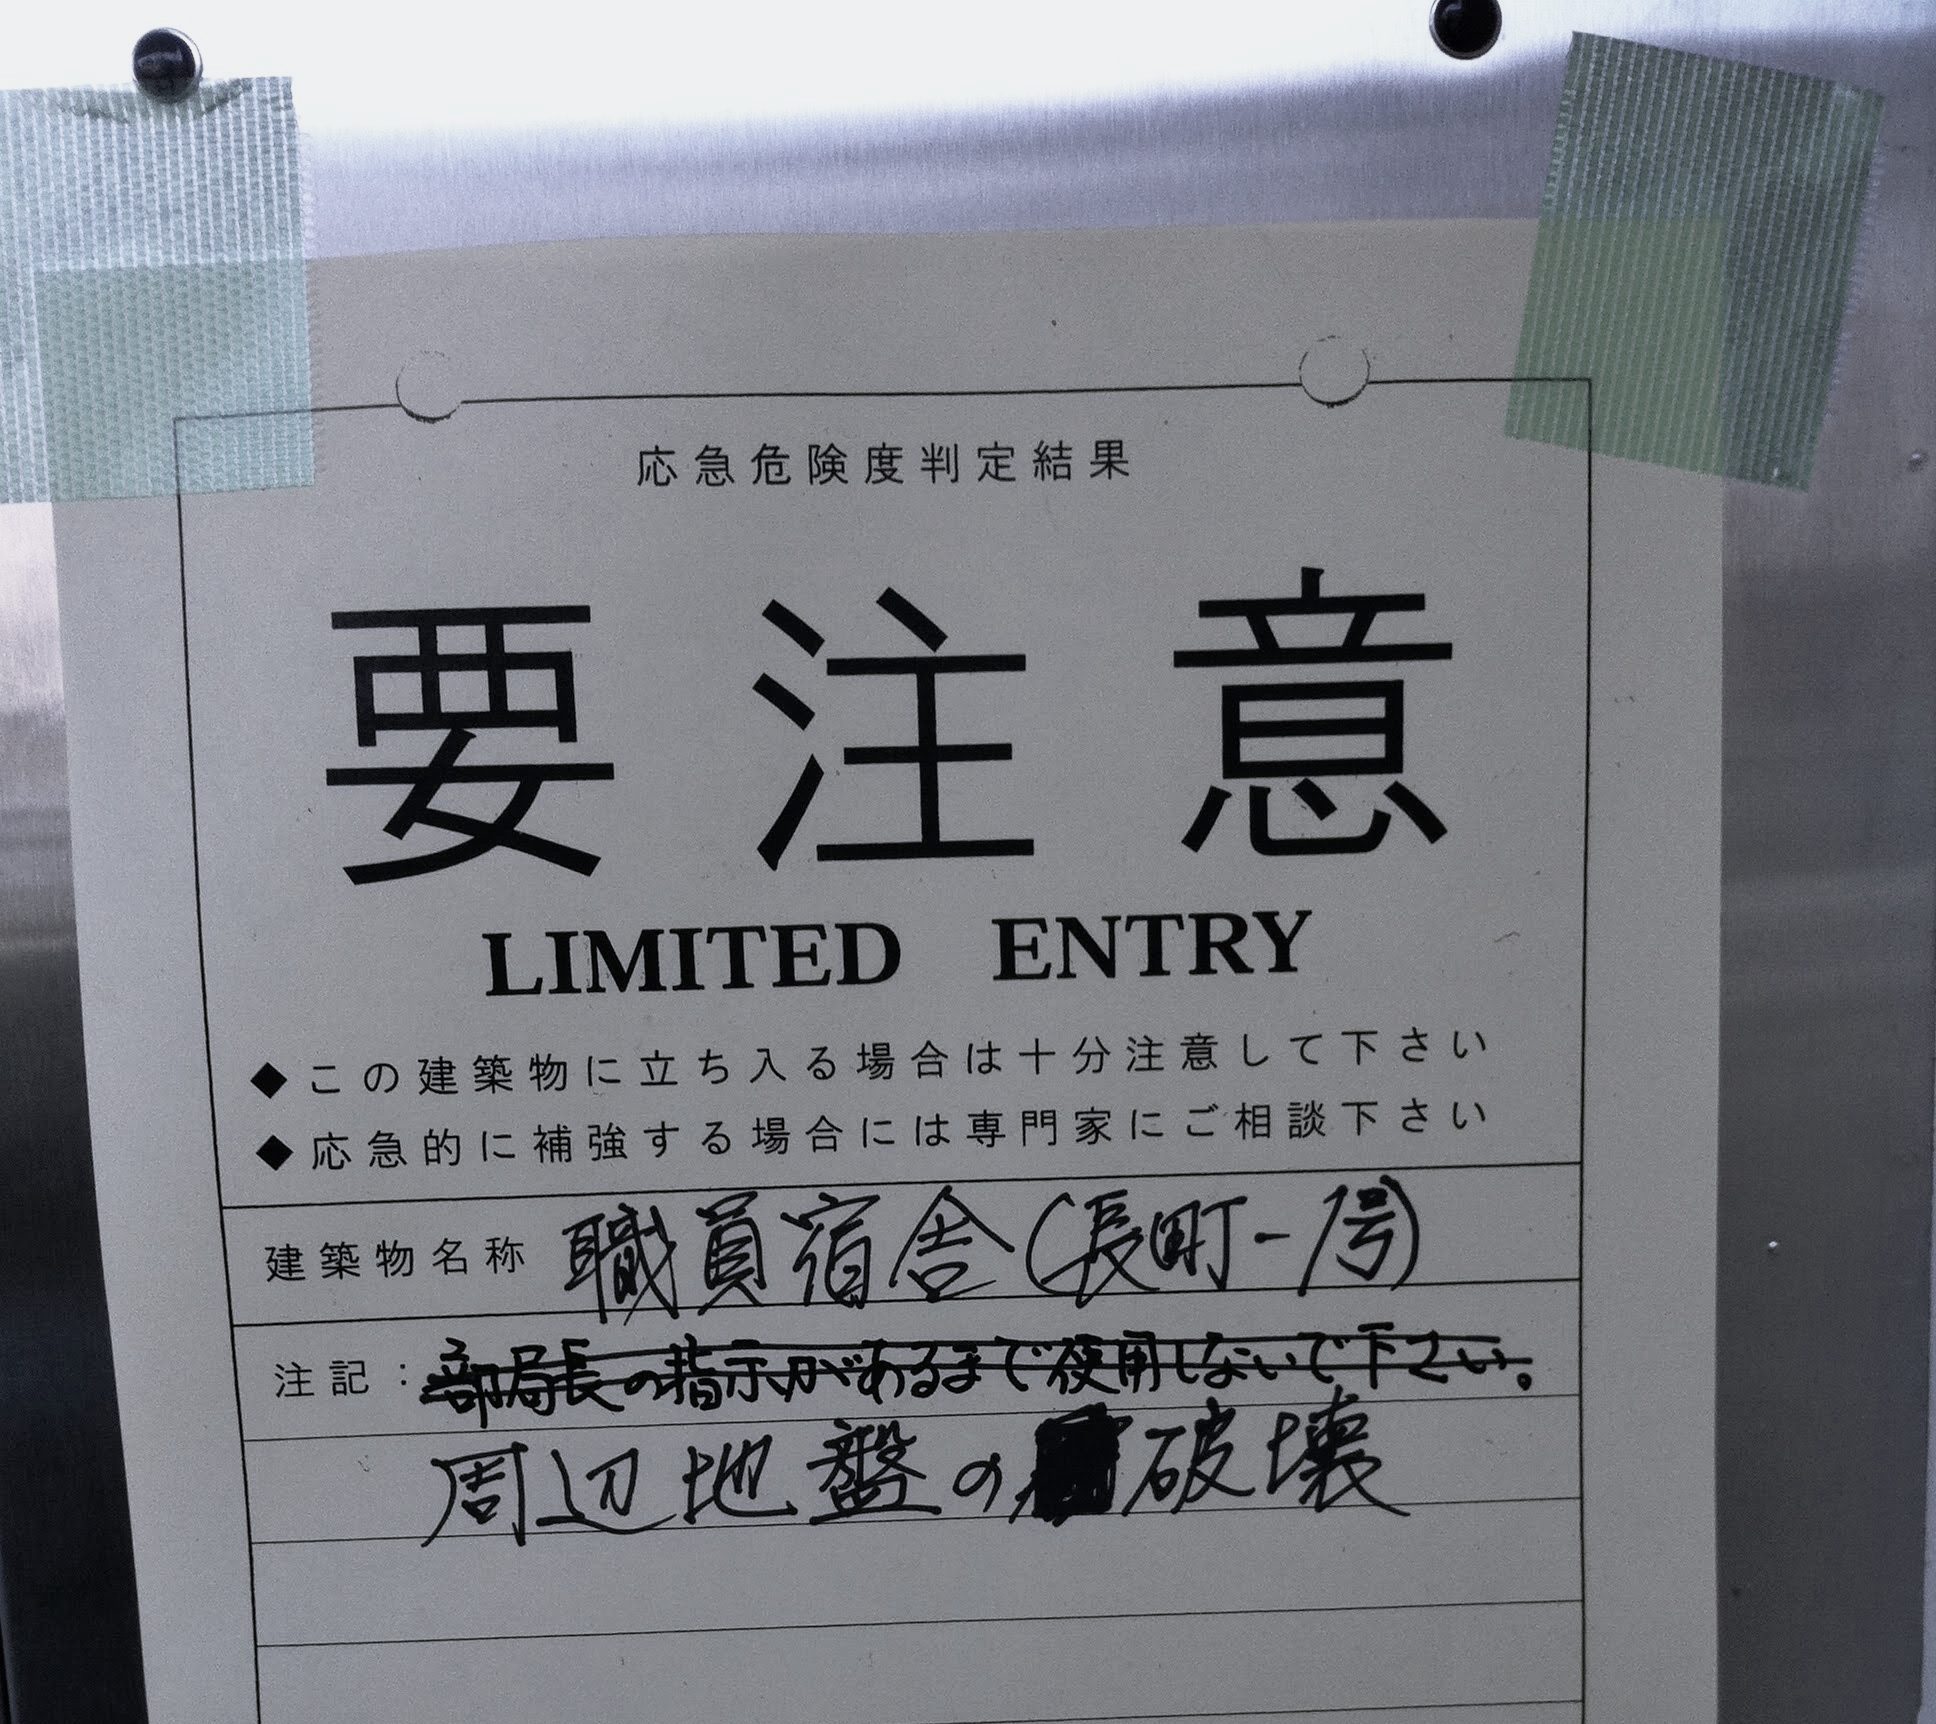 応急危険度判定結果
要注意
LIMITED ENTRY
◆この建築物に立ち入る場合は十分注意して下さい
◆応急的に補強する場合には専門家にご相談下さい
建築物名称 職員宿舎(長町-1号)
注記：部局長の指示があるまで使用しないで下さい。
周辺地盤の破壊